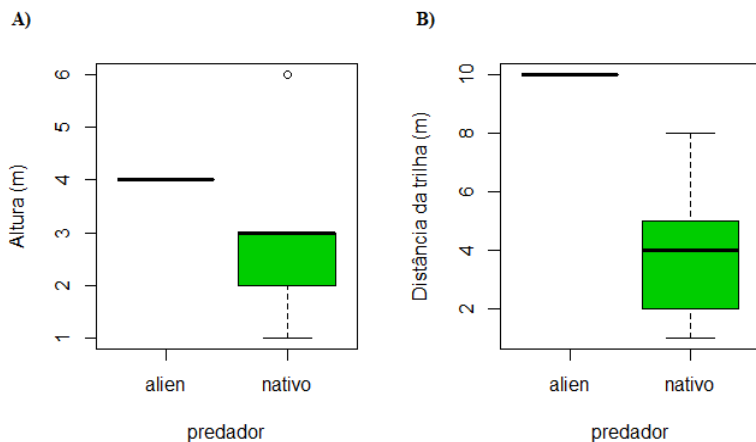 A)
Altura (m)
6
5
4
3
2
1
alien
nativo
predador
B)
Distância da trilha (m)
10
8
6
4
2
alien
nativo
predador